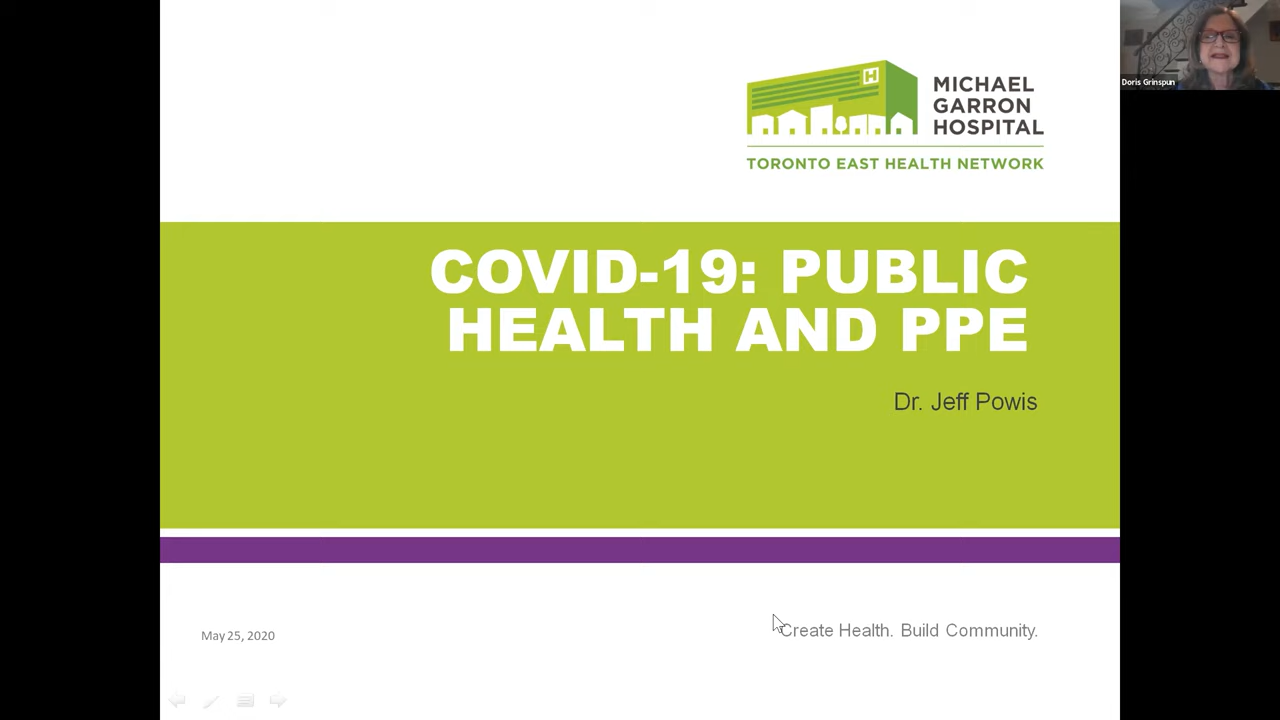 Doris Grinspun
H
MICHAEL
GARRON
HOSPITAL
TORONTO EAST HEALTH NETWORK
COVID-19: PUBLIC
HEALTH AND PPE
Dr. Jeff Powis
May 25, 2020
Create Health. Build Community.